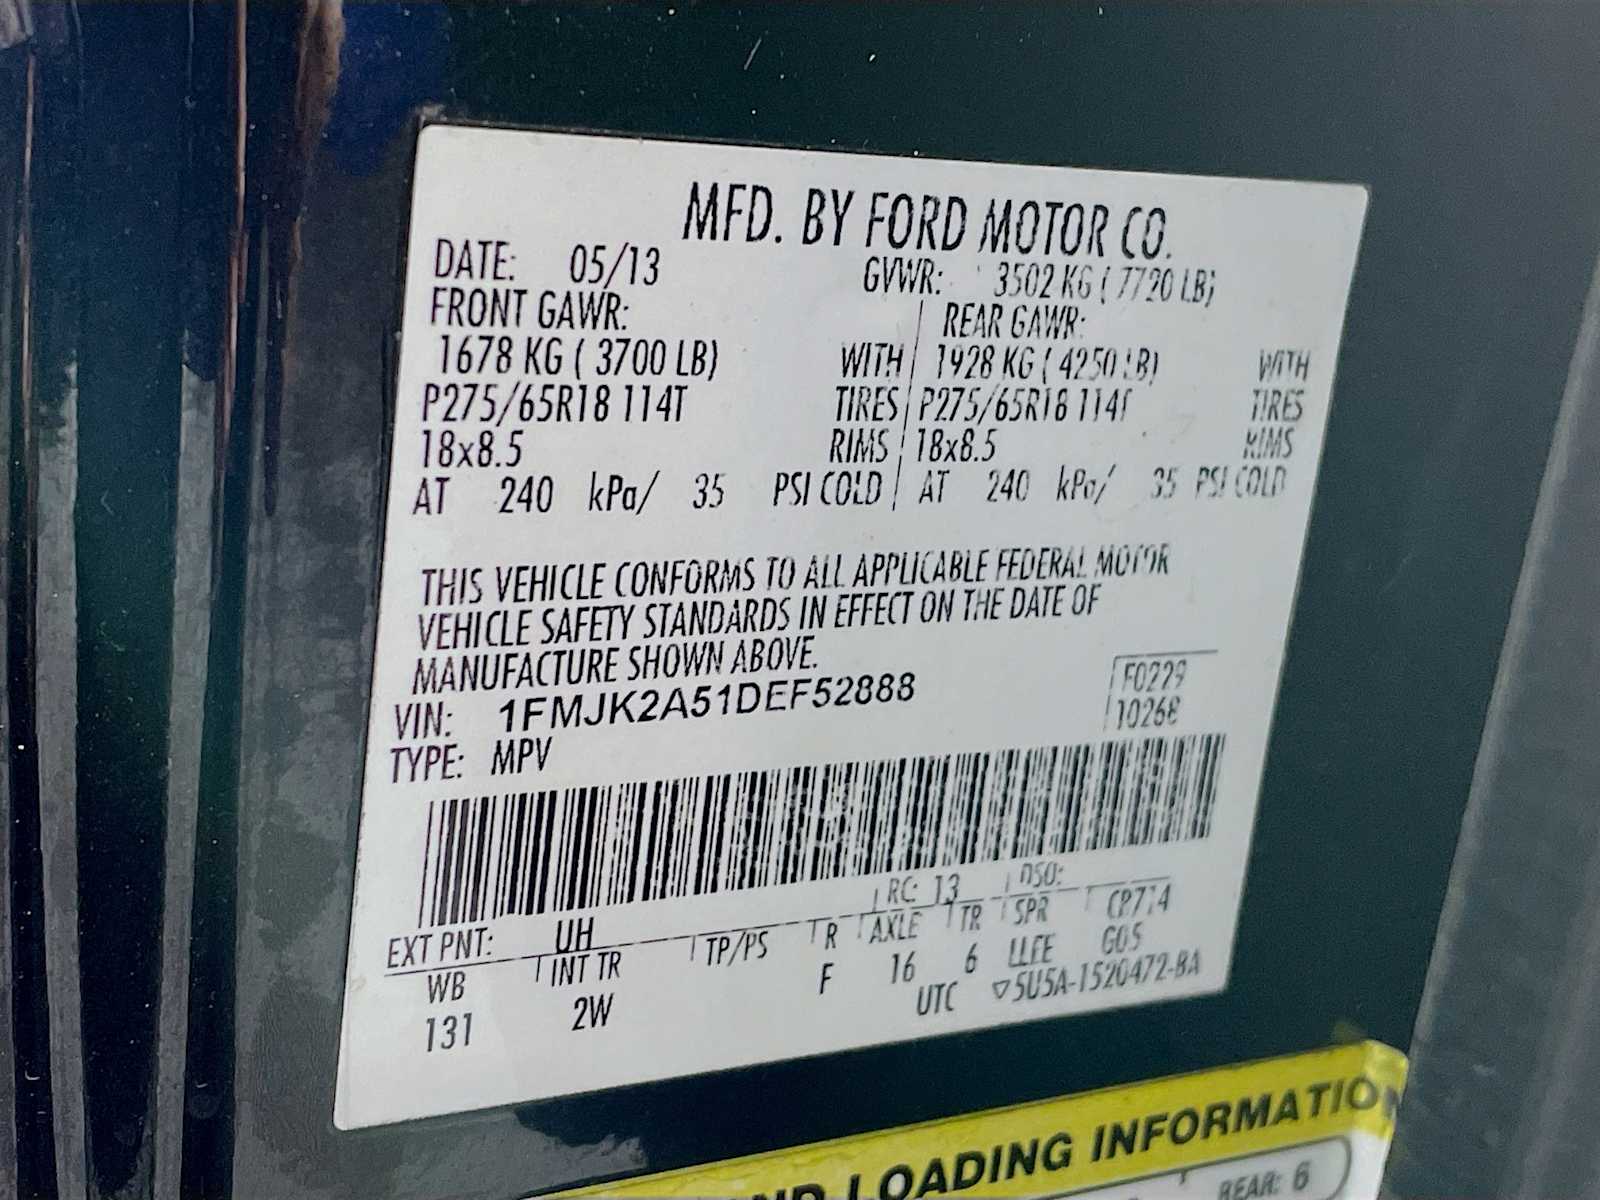 MFD. BY FORD MOTOR CO.
DATE: 05/13 GVWR: 3502 KG ( 7720 LB)
FRONT GAWR: REAR GAWR:
1678 KG ( 3700 LB) WITH 1928 KG ( 4250 LB) WITH
P275/65R18 114T TIRES P275/65R18 114T TIRES
18x8.5 RIMS 18x8.5 RIMS
AT 240 kPa/ 35 PSI COLD AT 240 kPa/ 35 PSI COLD
THIS VEHICLE CONFORMS TO ALL APPLICABLE FEDERAL MOTOR
VEHICLE SAFETY STANDARDS IN EFFECT ON THE DATE OF
MANUFACTURE SHOWN ABOVE.
VIN: 1FMJK2A51DEF52888 F0229
TYPE: MPV 10268
EXT PNT: UH RC: 13 DSO:
WB INT TR TP/PS R AXLE TR SPR
131 2W F 16 6 LLFE G05
UTC ▽5U5A-1520472-BA
LOADING INFORMATION
REAR: 6